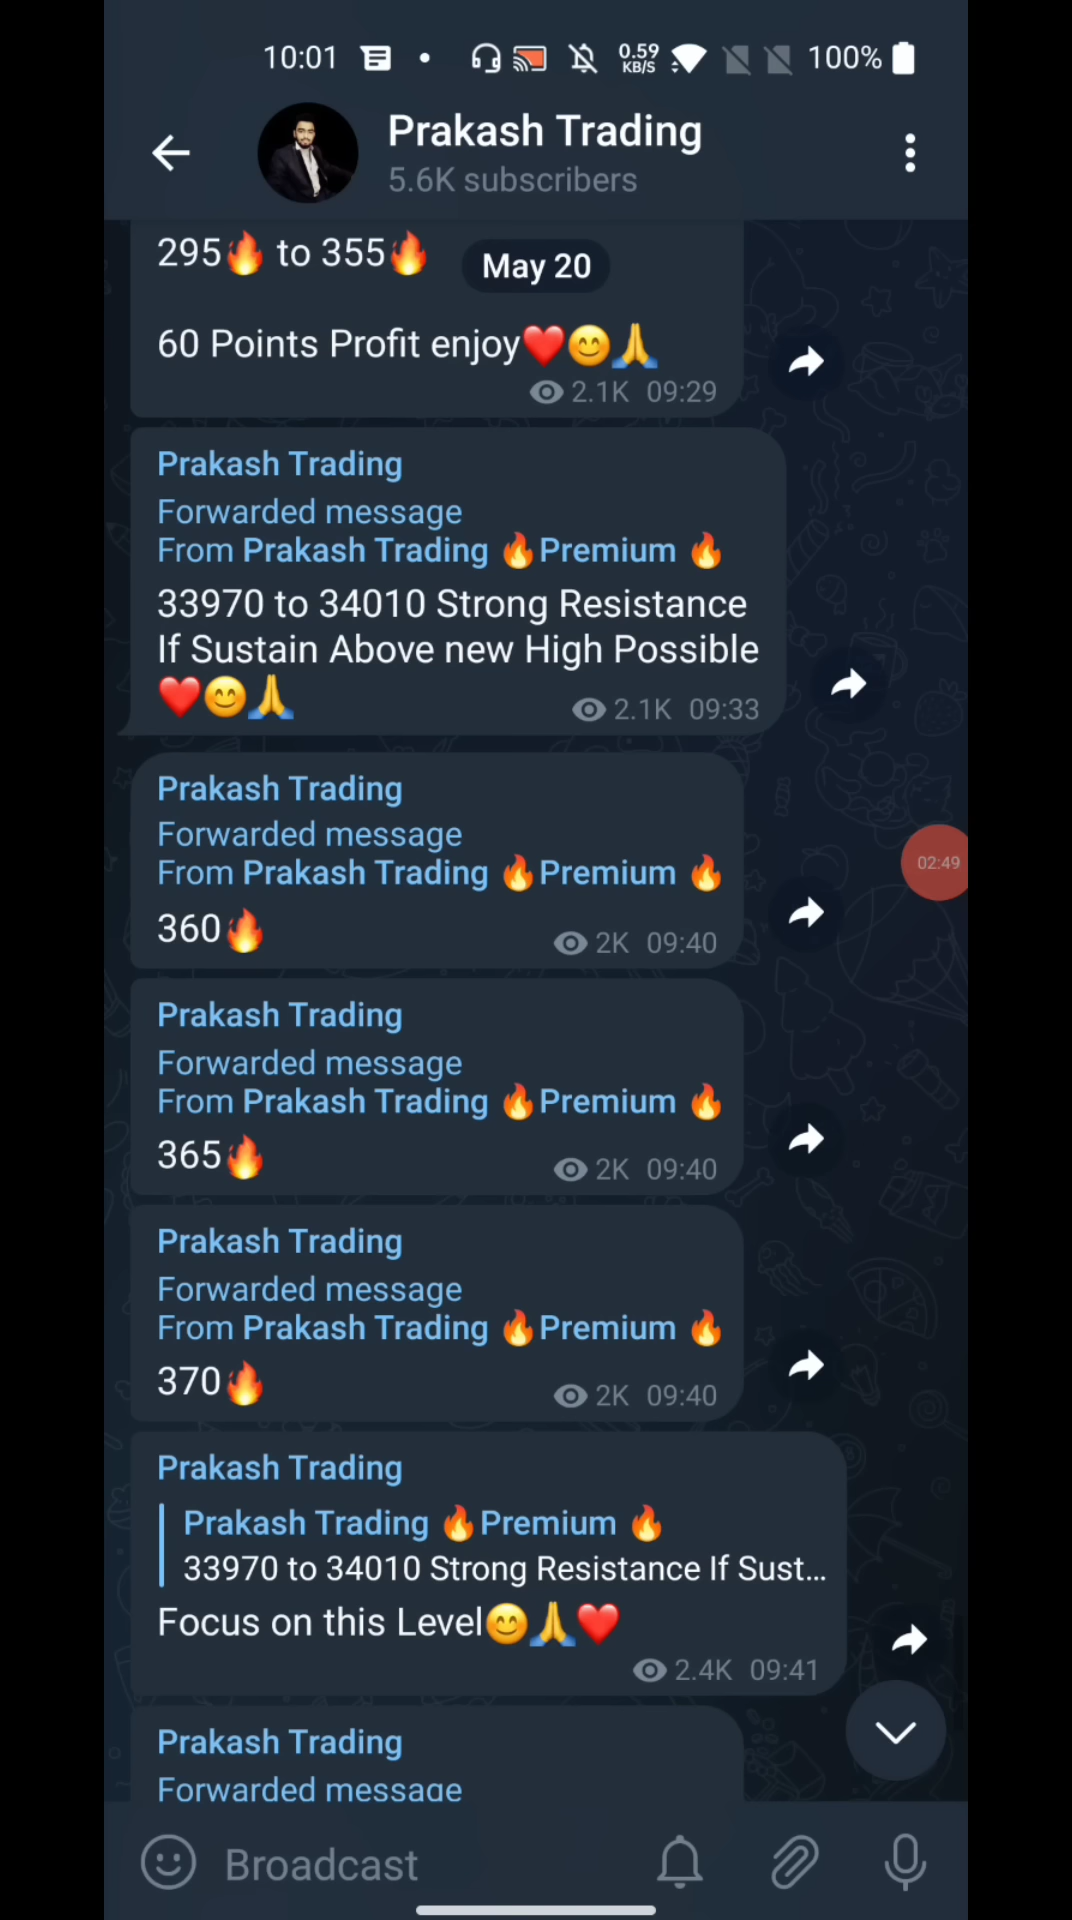 10:01
0.59
KB/S
100%
Prakash Trading
5.6K subscribers
295🔥 to 355🔥
May 20
60 Points Profit enjoy❤️😊🙏
2.1K 09:29
Prakash Trading
Forwarded message
From Prakash Trading 🔥Premium 🔥
33970 to 34010 Strong Resistance
If Sustain Above new High Possible
❤️😊🙏
2.1K 09:33
Prakash Trading
Forwarded message
From Prakash Trading 🔥Premium 🔥
360🔥
2K 09:40
02:49
Prakash Trading
Forwarded message
From Prakash Trading 🔥Premium 🔥
365🔥
2K 09:40
Prakash Trading
Forwarded message
From Prakash Trading 🔥Premium 🔥
370🔥
2K 09:40
Prakash Trading
Prakash Trading 🔥Premium 🔥
33970 to 34010 Strong Resistance If Sust...
Focus on this Level😊🙏❤️
2.4K 09:41
Prakash Trading
Forwarded message
Broadcast